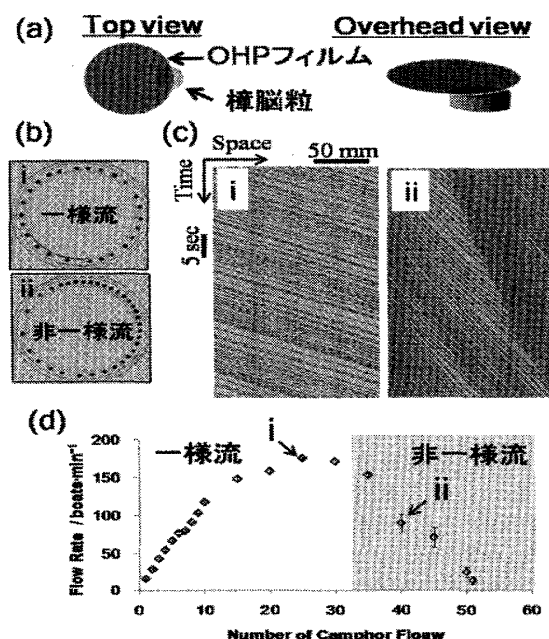 (a) Top view Overhead view
OHPフィルム
樟脳粒
(b) (c) Space 50 mm
Time
5 sec
i
一様流
ii
非一様流
i
ii
(d)
Flow Rate / boats·min⁻¹
200
150
100
50
0
一様流 i 非一様流
ii
0 10 20 30 40 50 60
Number of Camphor Floaw